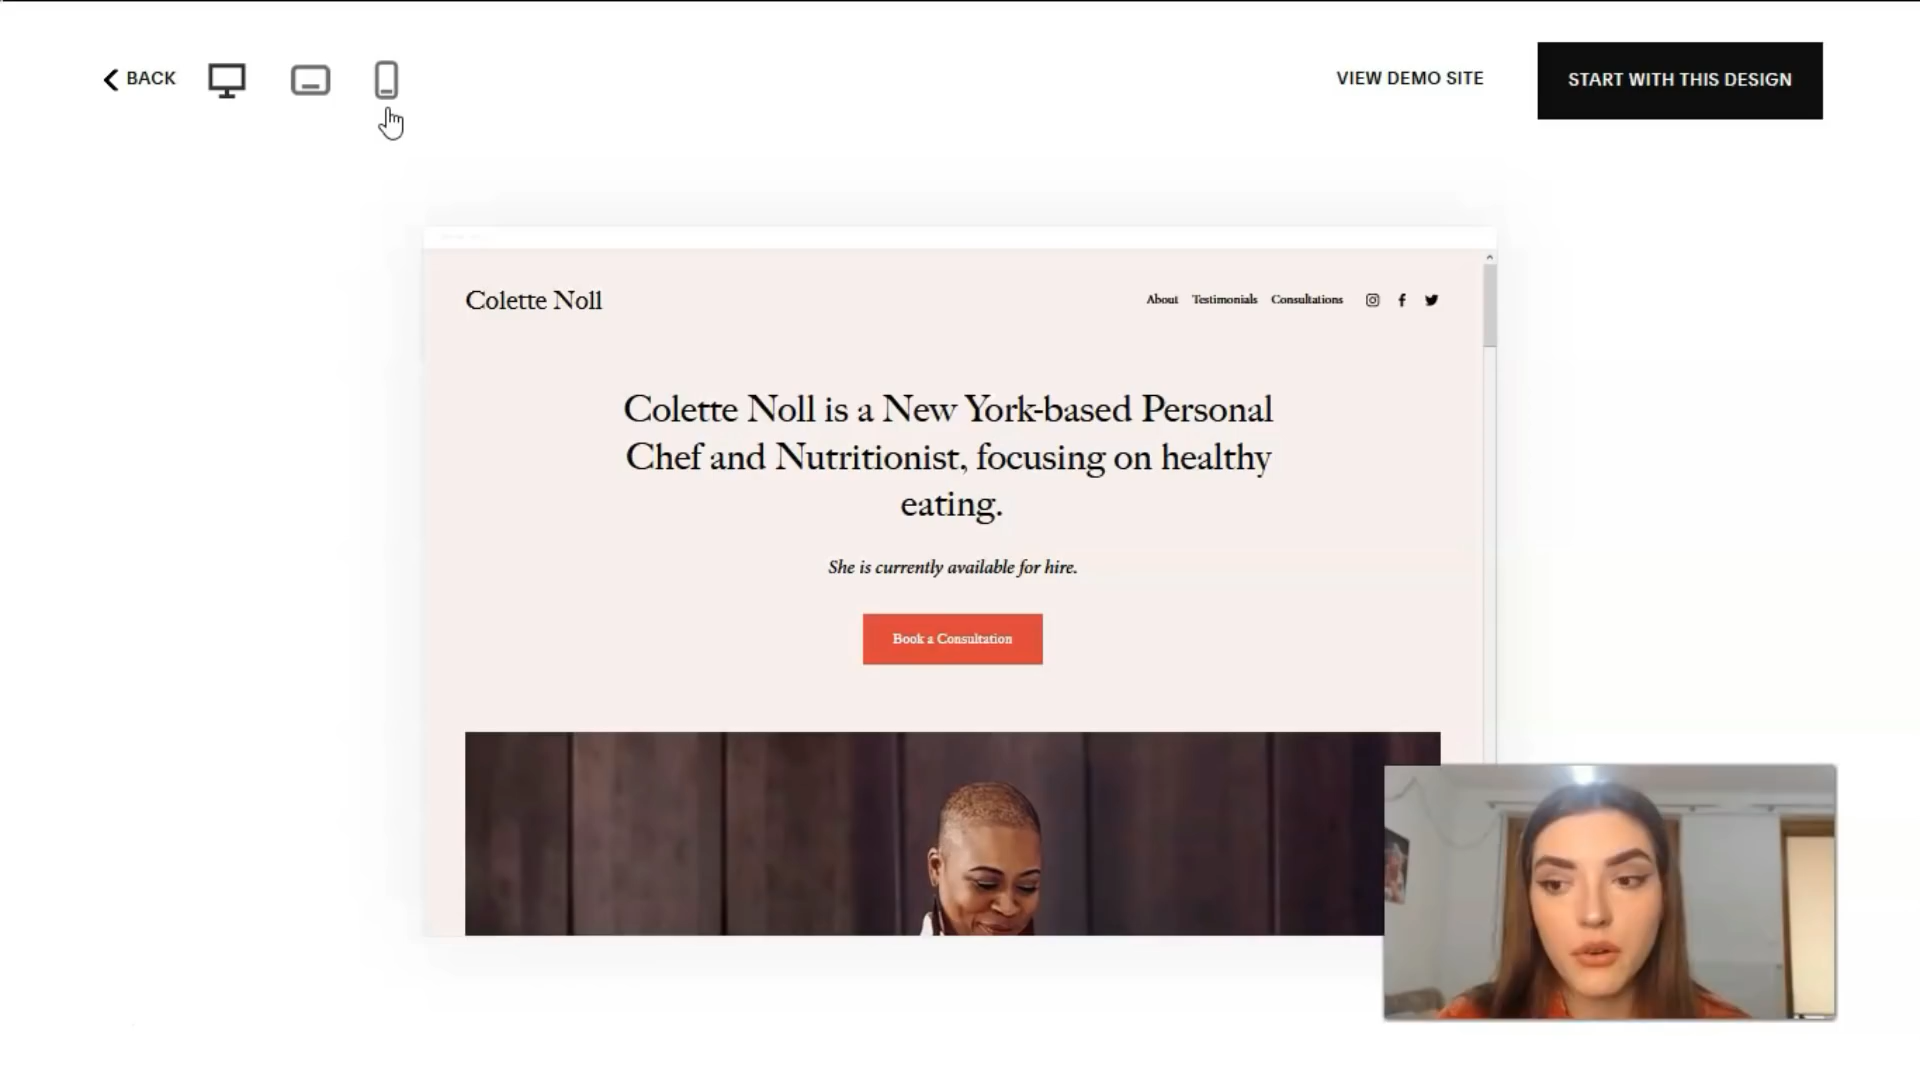 BACK
VIEW DEMO SITE
START WITH THIS DESIGN
Colette Noll
About Testimonials Consultations
Colette Noll is a New York-based Personal
Chef and Nutritionist, focusing on healthy
eating.
She is currently available for hire.
Book a Consultation